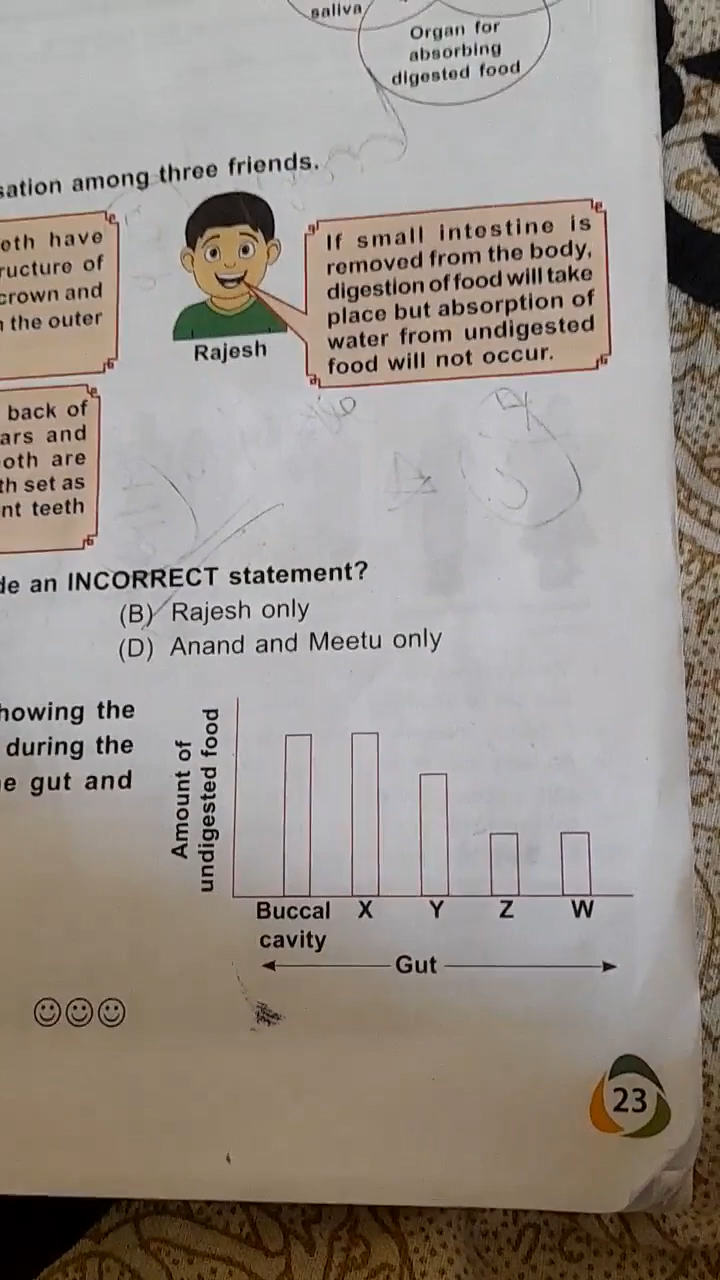 saliva
Organ for
absorbing
digested food
sation among three friends.
eth have
ructure of
crown and
the outer
If small intestine is
removed from the body,
digestion of food will take
place but absorption of
water from undigested
food will not occur.
Rajesh
back of
ars and
oth are
th set as
nt teeth
de an INCORRECT statement?
(B) Rajesh only
(D) Anand and Meetu only
howing the
during the
e gut and
Amount of
undigested food
Buccal
cavity
X
Y
Z
W
Gut
23